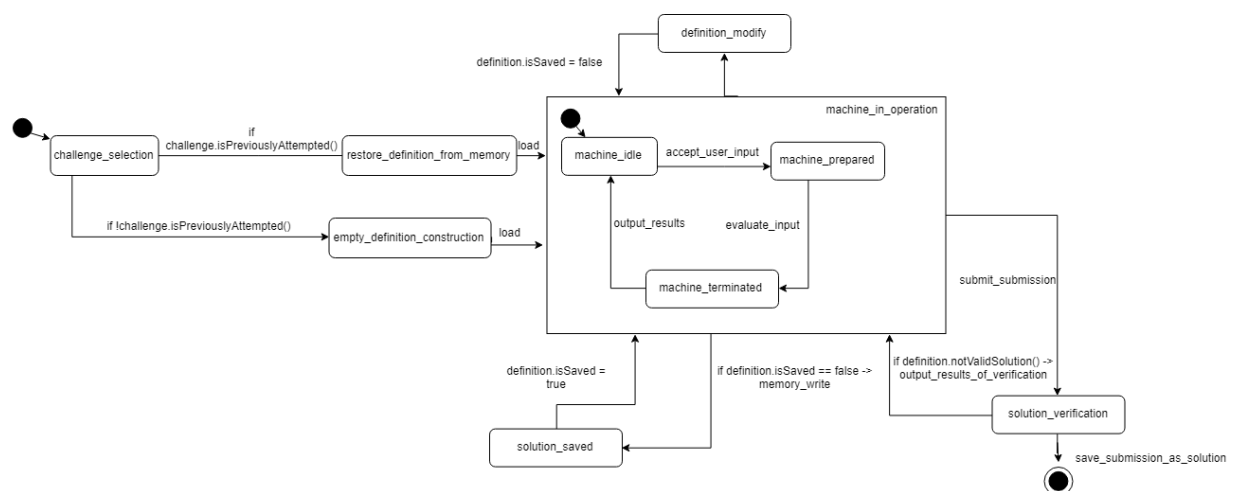 definition_modify
definition.isSaved = false
machine_in_operation
if
challenge.isPreviouslyAttempted()
challenge_selection
restore_definition_from_memory
load
machine_idle
accept_user_input
machine_prepared
output_results
evaluate_input
if !challenge.isPreviouslyAttempted()
empty_definition_construction
load
machine_terminated
submit_submission
definition.isSaved =
true
if definition.isSaved == false ->
memory_write
if definition.notValidSolution() ->
output_results_of_verification
solution_verification
solution_saved
save_submission_as_solution